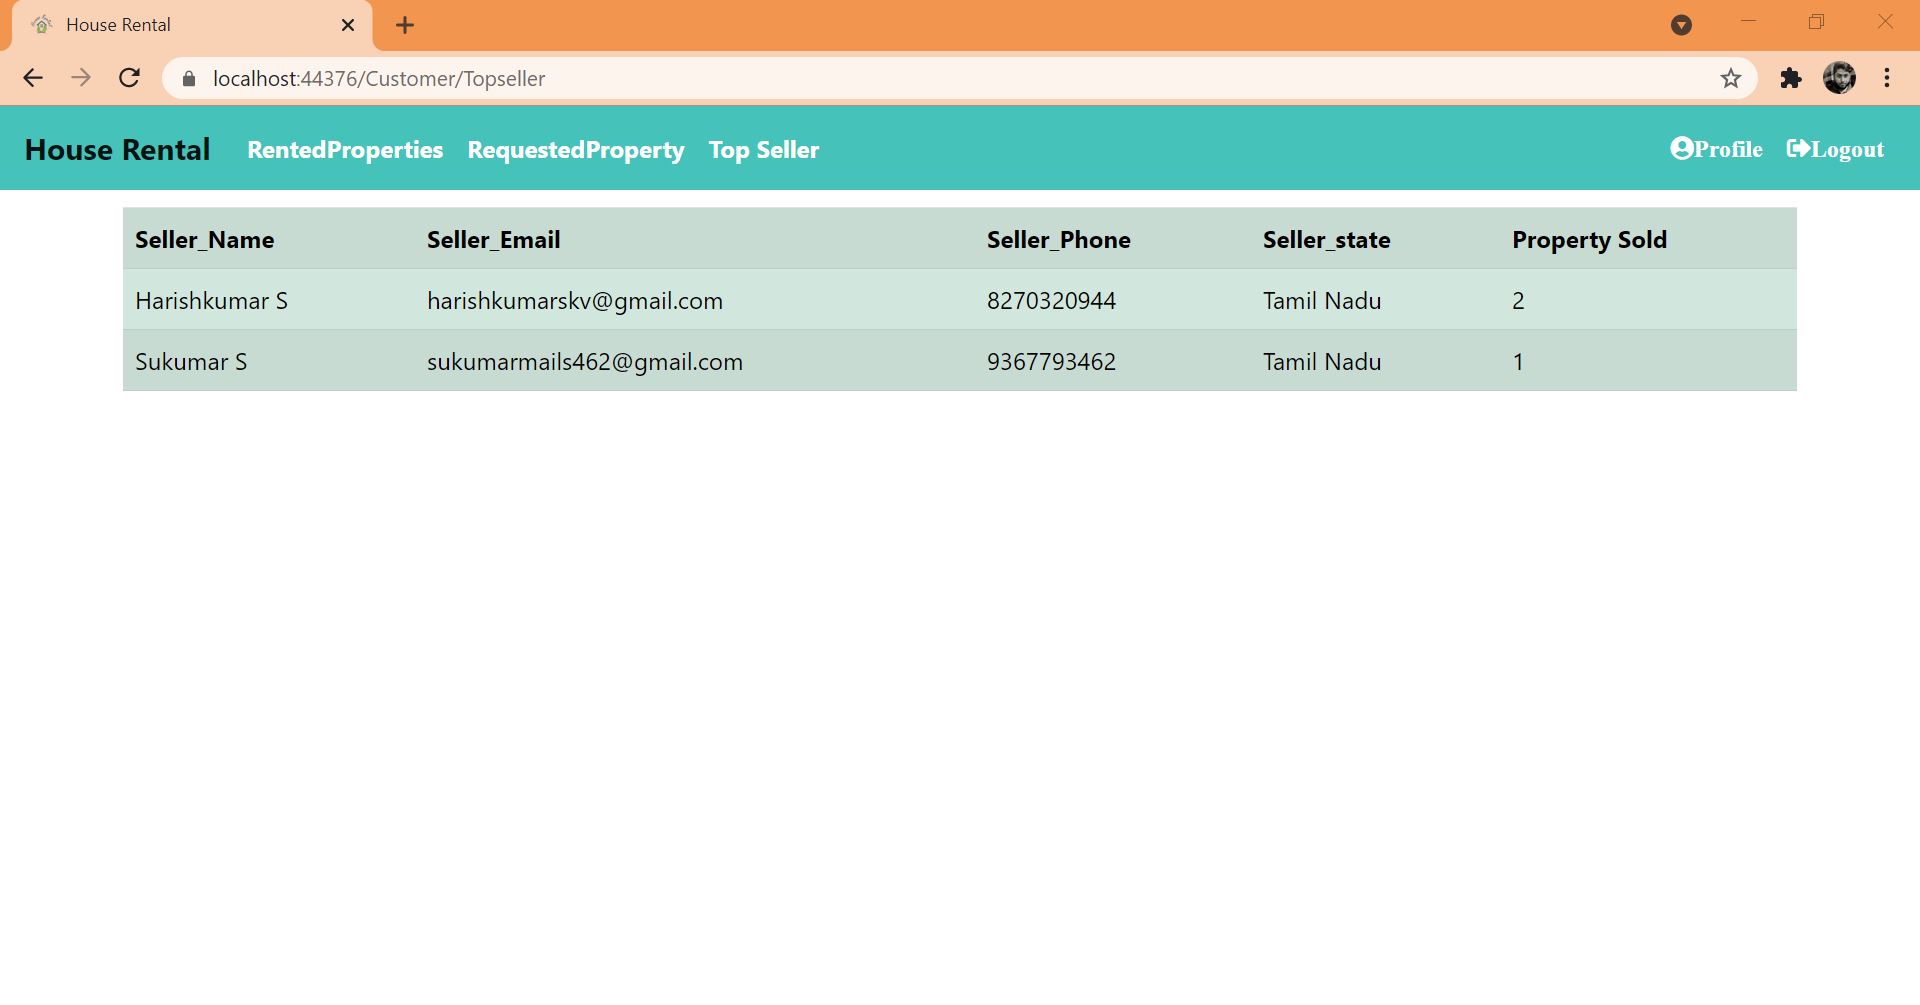 House Rental
localhost:44376/Customer/Topseller
House Rental RentedProperties RequestedProperty Top Seller Profile Logout
Seller_Name Seller_Email Seller_Phone Seller_state Property Sold
Harishkumar S harishkumarskv@gmail.com 8270320944 Tamil Nadu 2
Sukumar S sukumarmails462@gmail.com 9367793462 Tamil Nadu 1